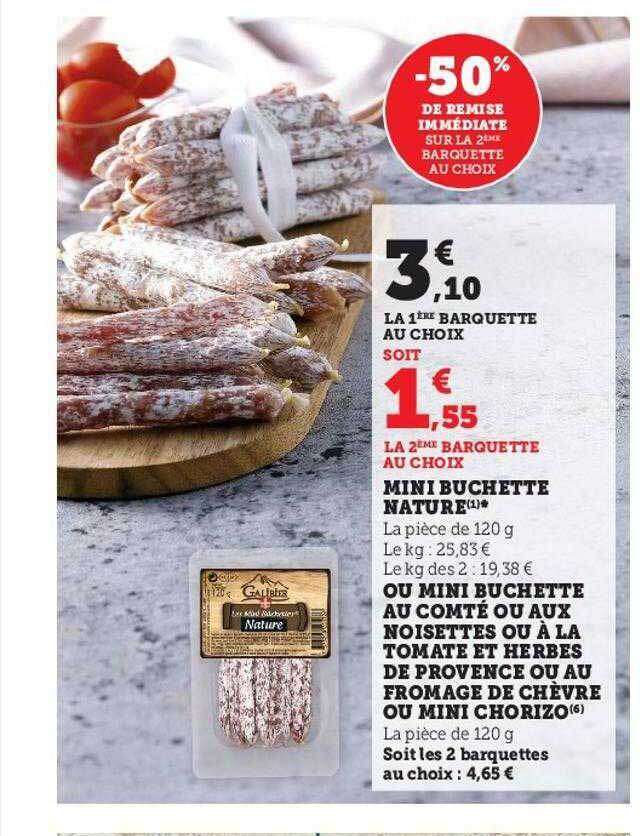 -50%
DE REMISE
IMMÉDIATE
SUR LA 2ÈME
BARQUETTE
AU CHOIX
3€,10
LA 1ÈRE BARQUETTE
AU CHOIX
SOIT
1€,55
LA 2ÈME BARQUETTE
AU CHOIX
MINI BUCHETTE
NATURE(1)*
La pièce de 120 g
Le kg : 25,83 €
Le kg des 2 : 19,38 €
OU MINI BUCHETTE
AU COMTÉ OU AUX
NOISETTES OU À LA
TOMATE ET HERBES
DE PROVENCE OU AU
FROMAGE DE CHÈVRE
OU MINI CHORIZO(6)
La pièce de 120 g
Soit les 2 barquettes
au choix : 4,65 €
120 g
GALIBIER
Les Mini Bûchettes
Nature